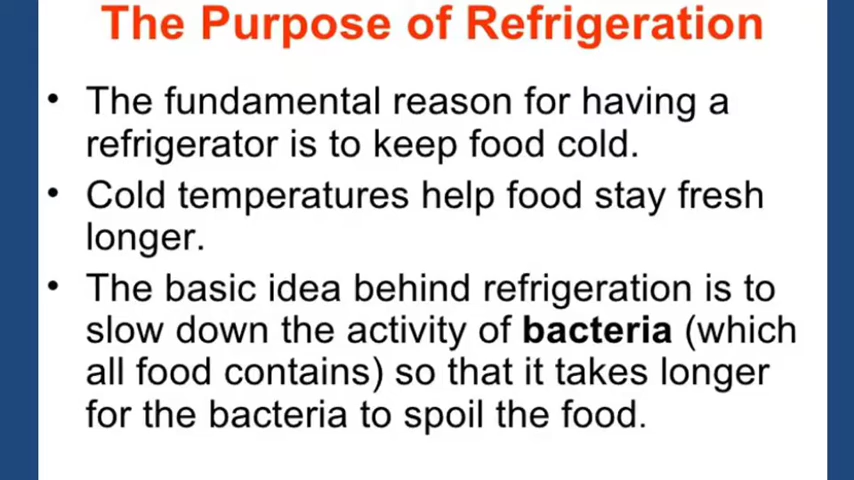 The Purpose of Refrigeration
• The fundamental reason for having a
refrigerator is to keep food cold.
• Cold temperatures help food stay fresh
longer.
• The basic idea behind refrigeration is to
slow down the activity of bacteria (which
all food contains) so that it takes longer
for the bacteria to spoil the food.